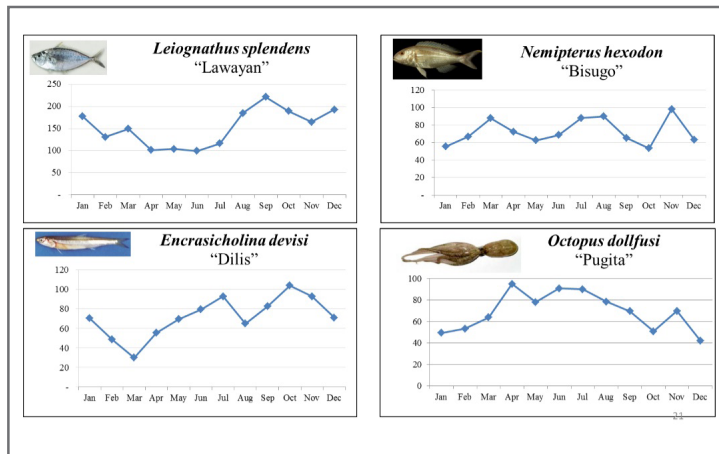 Leiognathus splendens
“Lawayan”
250
200
150
100
50
-
Jan Feb Mar Apr May Jun Jul Aug Sep Oct Nov Dec
Nemipterus hexodon
“Bisugo”
120
100
80
60
40
20
-
Jan Feb Mar Apr May Jun Jul Aug Sep Oct Nov Dec
Encrasicholina devisi
“Dilis”
120
100
80
60
40
20
-
Jan Feb Mar Apr May Jun Jul Aug Sep Oct Nov Dec
Octopus dollfusi
“Pugita”
100
80
60
40
20
0
Jan Feb Mar Apr May Jun Jul Aug Sep Oct Nov Dec
21